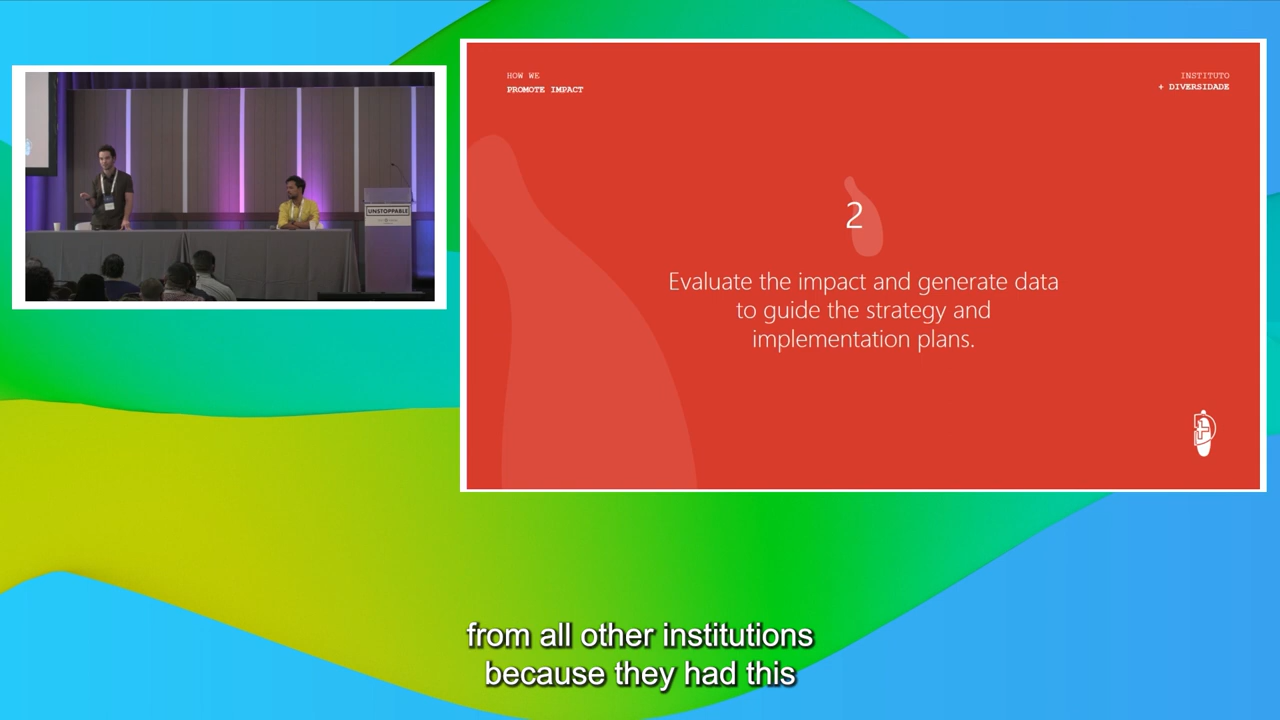 UNSTOPPABLE
HOW WE
PROMOTE IMPACT
INSTITUTO
+ DIVERSIDADE
2
Evaluate the impact and generate data
to guide the strategy and
implementation plans.
from all other institutions
because they had this